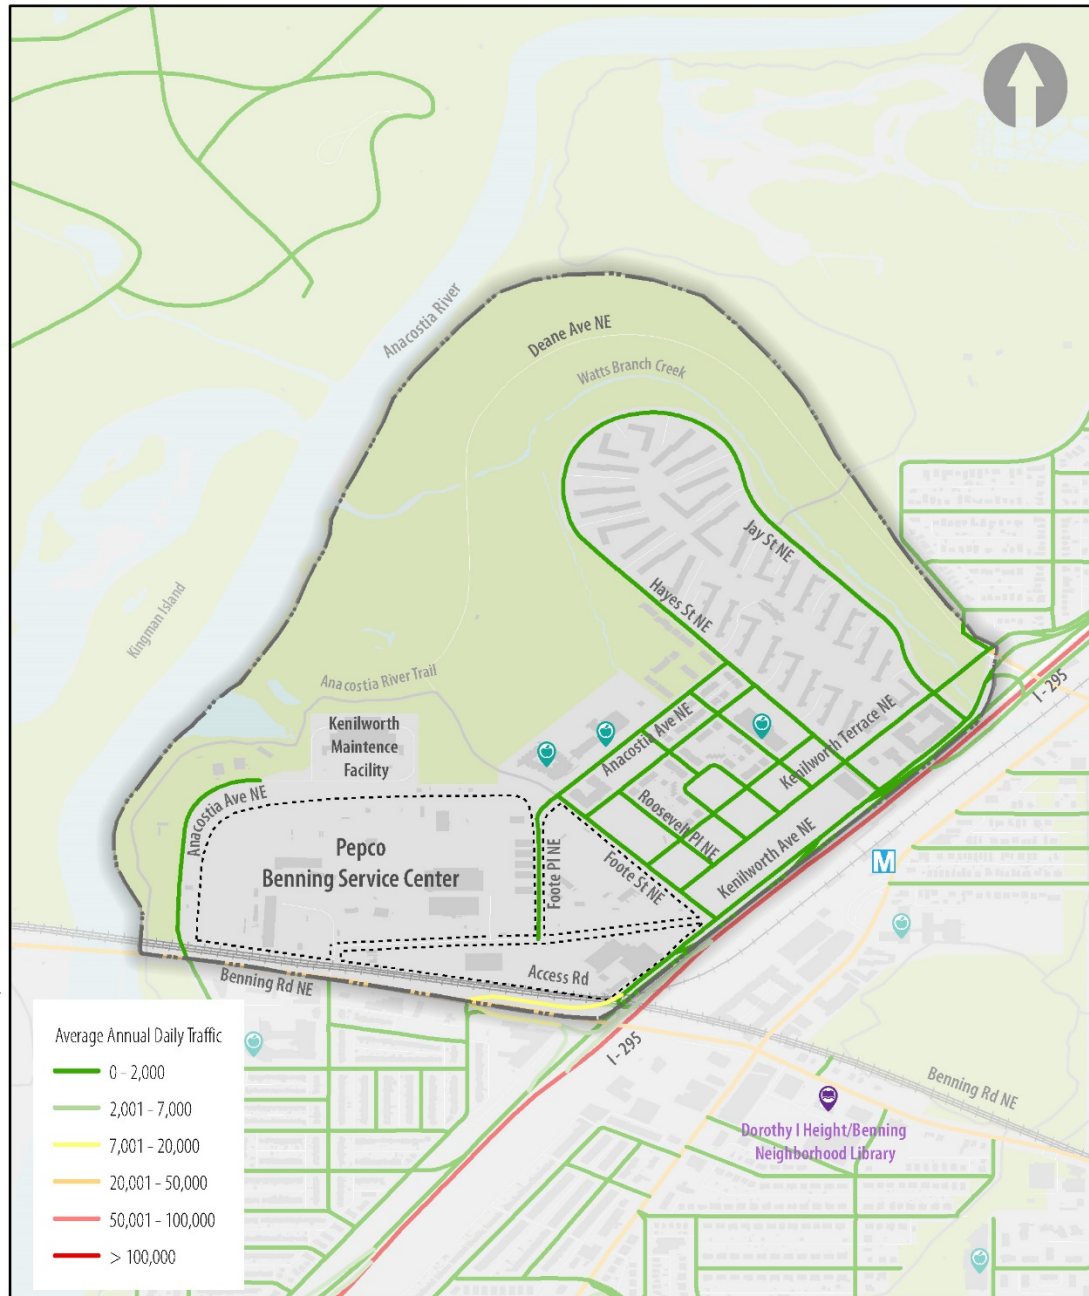 Anacostia River
Deane Ave NE
Watts Branch Creek
Jay St NE
Hayes St NE
Kingman Island
Anacostia River Trail
I - 295
Kenilworth
Maintence
Facility
Anacostia Ave NE
Kenilworth Terrace NE
Anacostia Ave NE
Roosevelt Pl NE
Pepco
Benning Service Center
Foote Pl NE
Foote St NE
Kenilworth Ave NE
M
Access Rd
Benning Rd NE
I - 295
Benning Rd NE
Dorothy I Height/Benning
Neighborhood Library
Average Annual Daily Traffic
0 - 2,000
2,001 - 7,000
7,001 - 20,000
20,001 - 50,000
50,001 - 100,000
> 100,000